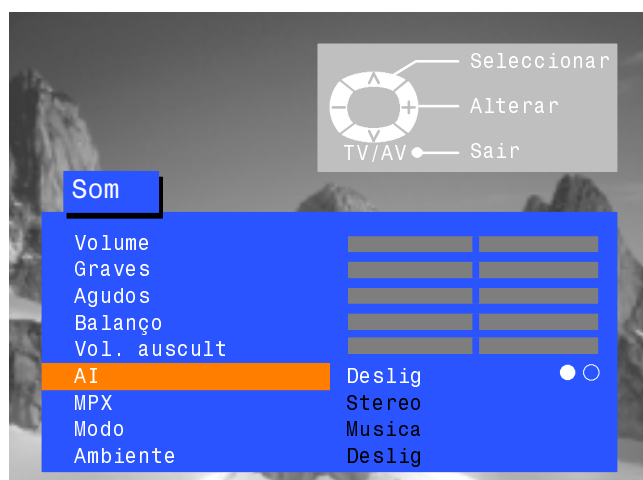 Seleccionar
Alterar
TV/AV Sair
Som
Volume
Graves
Agudos
Balanço
Vol. auscult
AI Deslig
MPX Stereo
Modo Musica
Ambiente Deslig